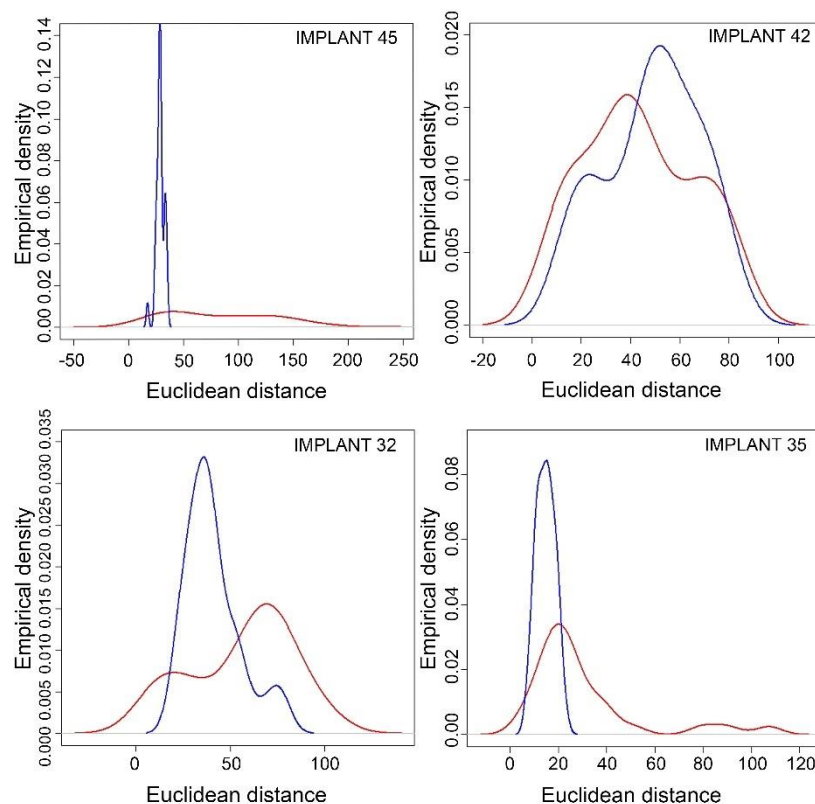 IMPLANT 45
Empirical density
0.00 0.02 0.04 0.06 0.08 0.10 0.12 0.14
-50 0 50 100 150 200 250
Euclidean distance
IMPLANT 42
Empirical density
0.000 0.005 0.010 0.015 0.020
-20 0 20 40 60 80 100
Euclidean distance
IMPLANT 32
Empirical density
0.000 0.005 0.010 0.015 0.020 0.025 0.030 0.035
0 50 100
Euclidean distance
IMPLANT 35
Empirical density
0.00 0.02 0.04 0.06 0.08
0 20 40 60 80 100 120
Euclidean distance